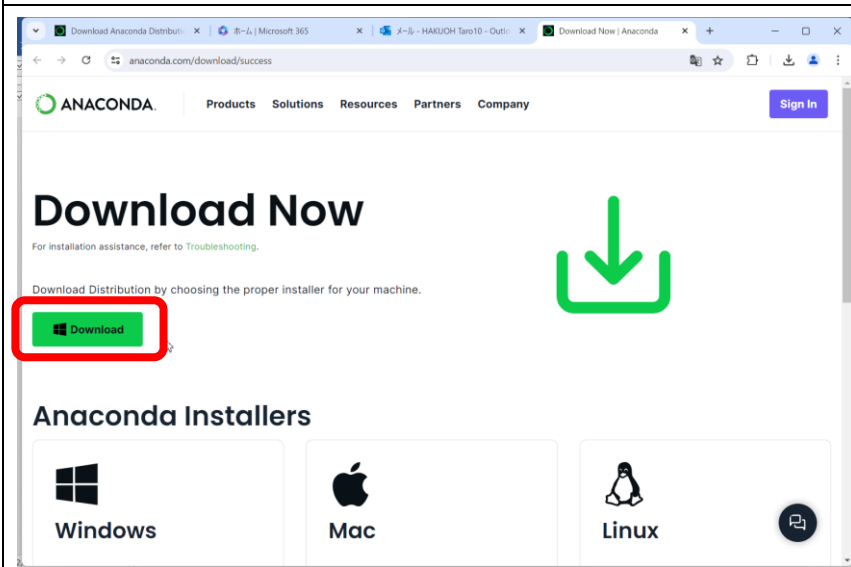 Download Anaconda Distributi
ホーム | Microsoft 365
メール - HAKUOH Taro10 - Outlo
Download Now | Anaconda
anaconda.com/download/success
ANACONDA.
Products Solutions Resources Partners Company
Sign In
Download Now
For installation assistance, refer to Troubleshooting.
Download Distribution by choosing the proper installer for your machine.
Download
Anaconda Installers
Windows
Mac
Linux